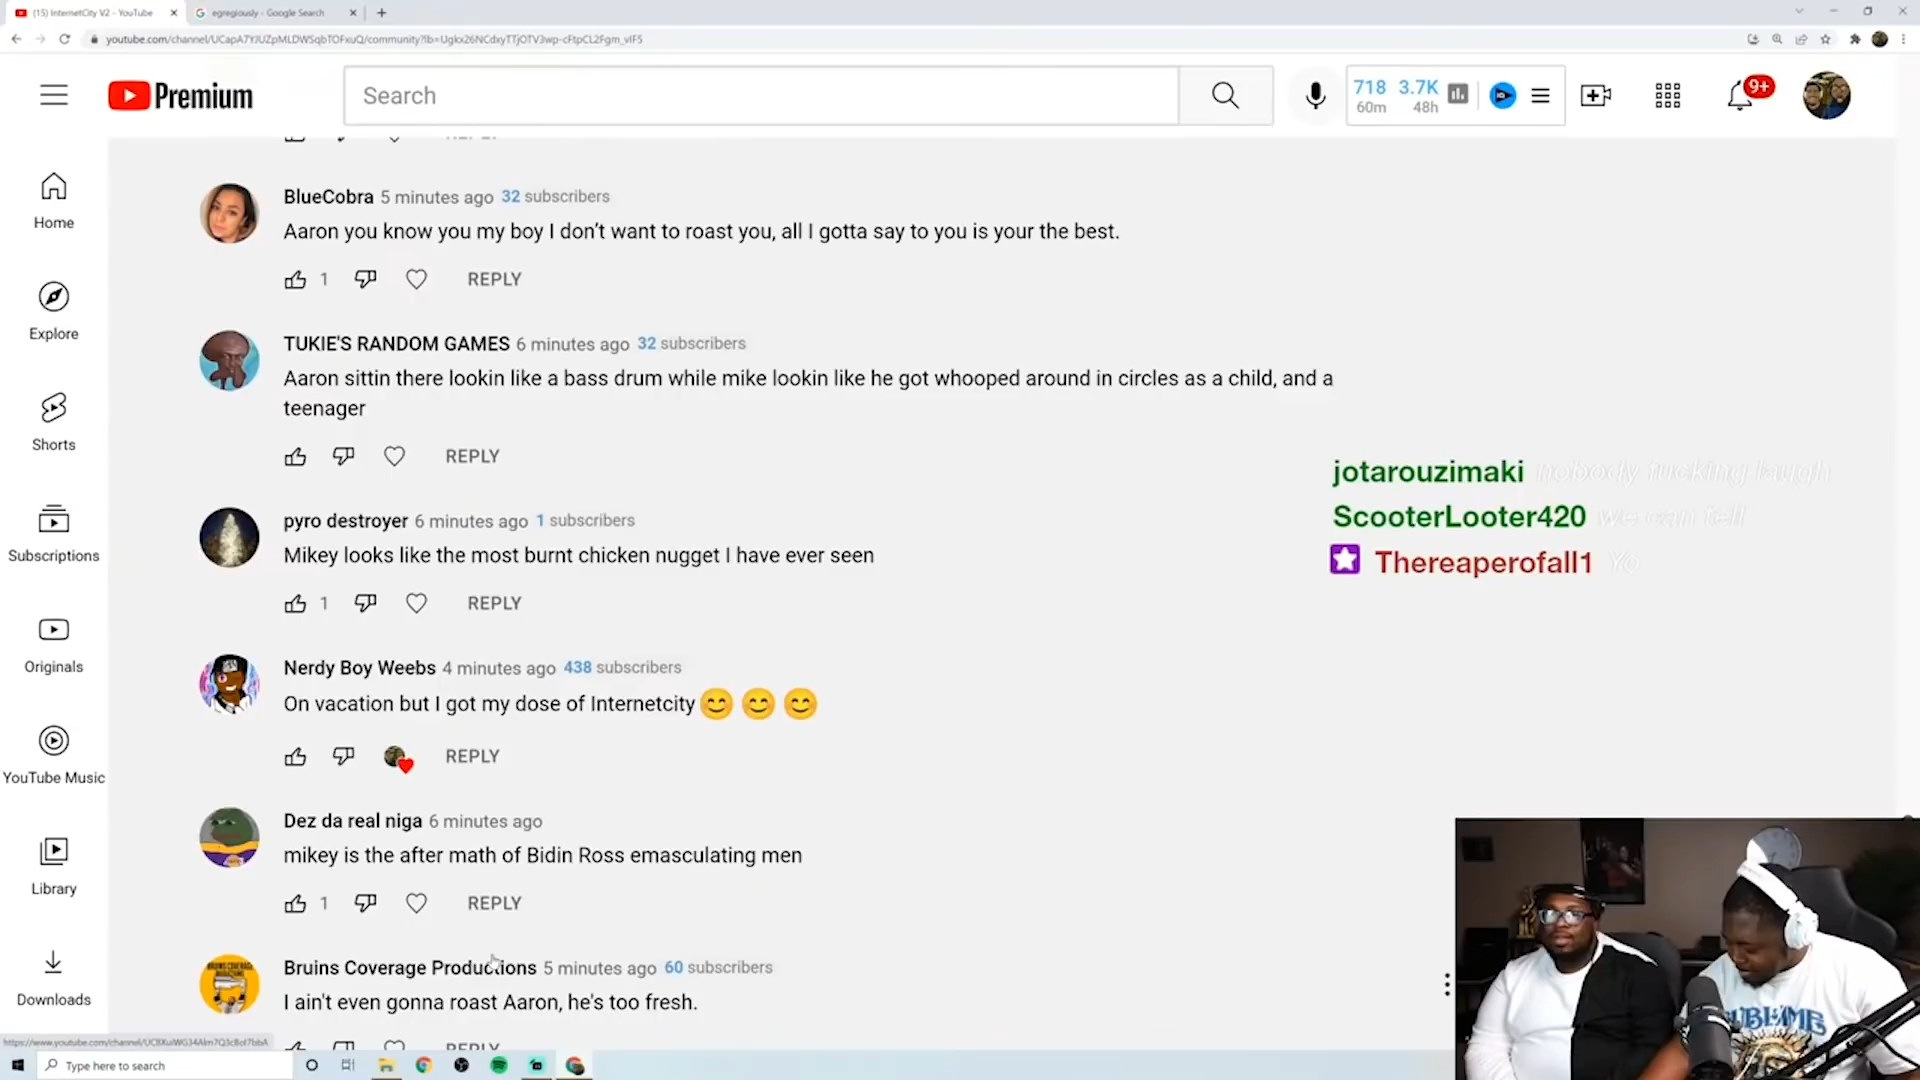 (15) InternetCity V2 - YouTube
egregiously - Google Search
youtube.com/channel/UCapA7YJUZpMLDWSqbTOFxuQ/community?lb=Ugkx26NCdxyTTjOTV3wp-cFtpCL2Fgm_vIF5
Premium
Search
718 3.7K
60m 48h
9+
REPLY
Home
Explore
Shorts
Subscriptions
Originals
YouTube Music
Library
Downloads
BlueCobra 5 minutes ago 32 subscribers
Aaron you know you my boy I don’t want to roast you, all I gotta say to you is your the best.
1 REPLY
TUKIE'S RANDOM GAMES 6 minutes ago 32 subscribers
Aaron sittin there lookin like a bass drum while mike lookin like he got whooped around in circles as a child, and a
teenager
REPLY
pyro destroyer 6 minutes ago 1 subscribers
Mikey looks like the most burnt chicken nugget I have ever seen
1 REPLY
Nerdy Boy Weebs 4 minutes ago 438 subscribers
On vacation but I got my dose of Internetcity 😊 😊 😊
REPLY
Dez da real niga 6 minutes ago
mikey is the after math of Bidin Ross emasculating men
1 REPLY
Bruins Coverage Productions 5 minutes ago 60 subscribers
I ain't even gonna roast Aaron, he's too fresh.
REPLY
jotarouzimaki nobody fucking laugh
ScooterLooter420 we can tell
Thereaperofall1 Yo
SUBLIME
Type here to search